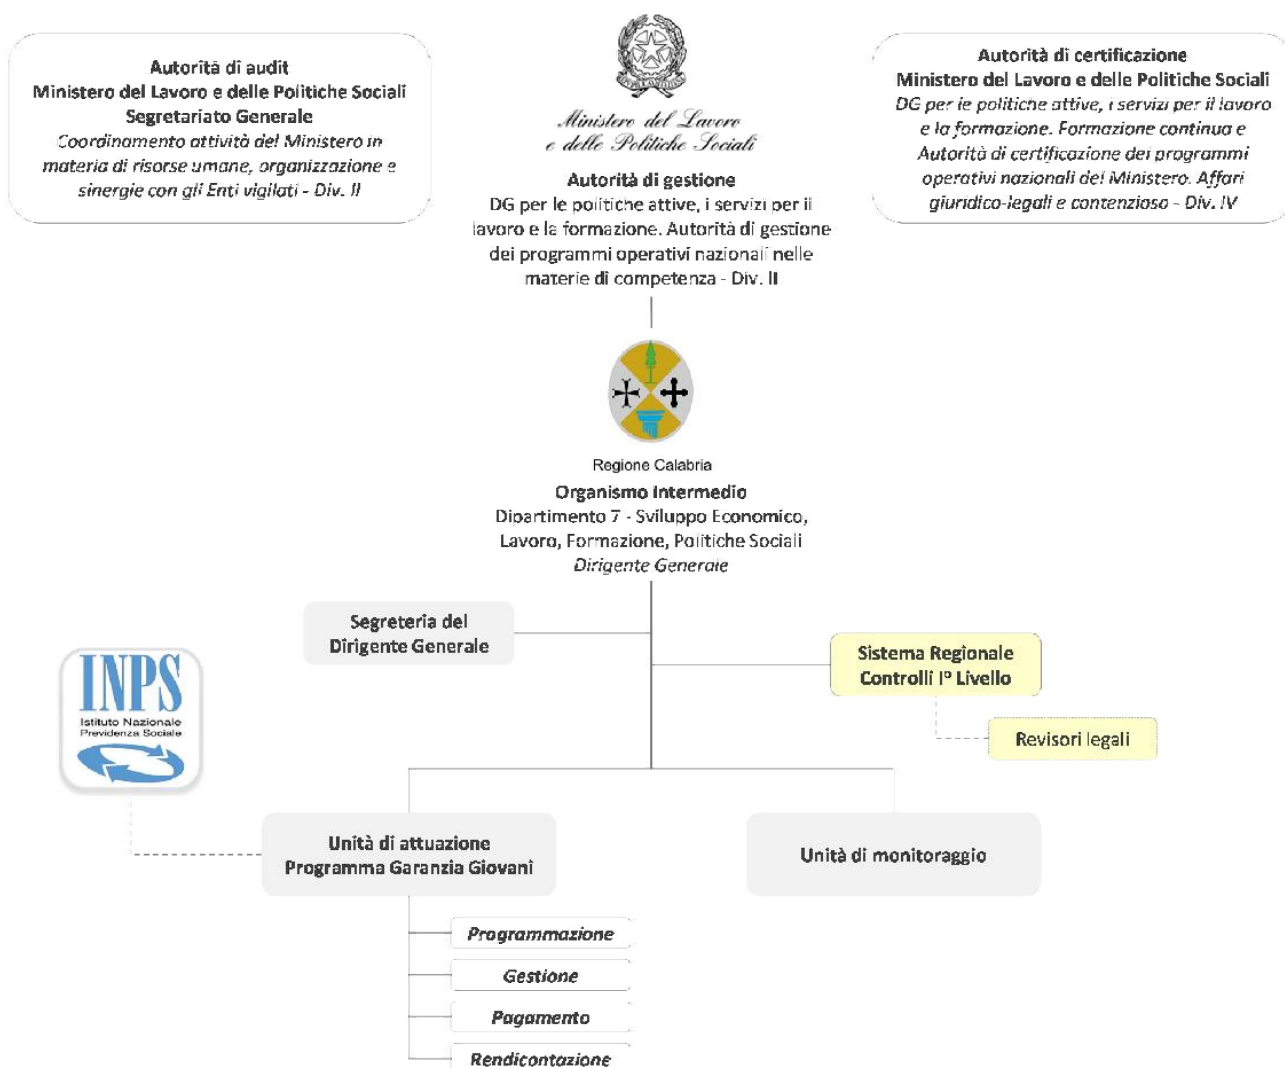 Autorità di audit
Ministero del Lavoro e delle Politiche Sociali
Segretariato Generale
Coordinamento attività del Ministero in
materia di risorse umane, organizzazione e
sinergie con gli Enti vigilati - Div. II
Ministero del Lavoro
e delle Politiche Sociali
Autorità di gestione
DG per le politiche attive, i servizi per il
lavoro e la formazione. Autorità di gestione
dei programmi operativi nazionali nelle
materie di competenza - Div. II
Autorità di certificazione
Ministero del Lavoro e delle Politiche Sociali
DG per le politiche attive, i servizi per il lavoro
e la formazione. Formazione continua e
Autorità di certificazione dei programmi
operativi nazionali del Ministero. Affari
giuridico-legali e contenzioso - Div. IV
Regione Calabria
Organismo Intermedio
Dipartimento 7 - Sviluppo Economico,
Lavoro, Formazione, Politiche Sociali
Dirigente Generale
Segreteria del
Dirigente Generale
Sistema Regionale
Controlli Iº Livello
Revisori legali
INPS
Istituto Nazionale
Previdenza Sociale
Unità di attuazione
Programma Garanzia Giovani
Unità di monitoraggio
Programmazione
Gestione
Pagamento
Rendicontazione